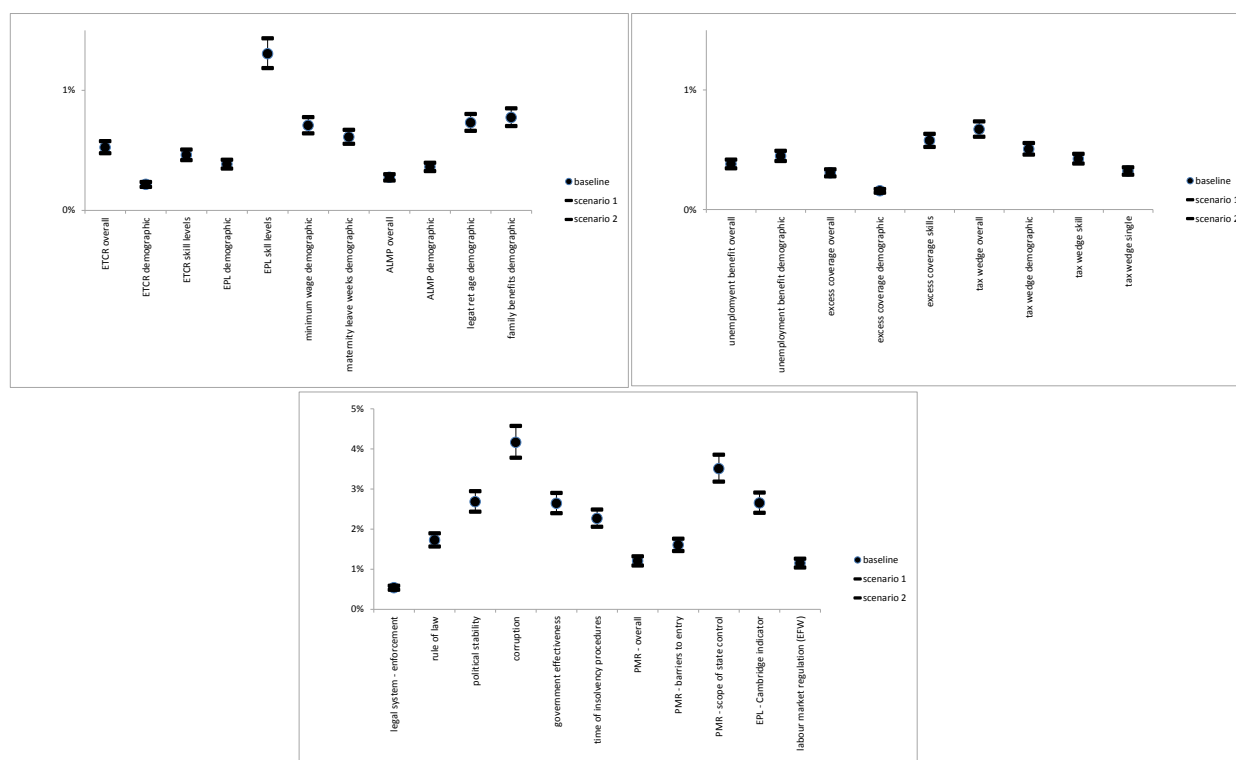 1%
0%
ETCR overall
ETCR demographic
ETCR skill levels
EPL demographic
EPL skill levels
minimum wage demographic
maternity leave weeks demographic
ALMP overall
ALMP demographic
legat ret age demographic
family benefits demographic
baseline
scenario 1
scenario 2
1%
0%
unemplomyent benefit overall
unemployment benefit demographic
excess coverage overall
excess coverage demographic
excess coverage skills
tax wedge overall
tax wedge demographic
tax wedge skill
tax wedge single
baseline
scenario 1
scenario 2
5%
4%
3%
2%
1%
0%
legal system - enforcement
rule of law
political stability
corruption
government effectiveness
time of insolvency procedures
PMR - overall
PMR - barriers to entry
PMR - scope of state control
EPL - Cambridge indicator
labour market regulation (EFW)
baseline
scenario 1
scenario 2